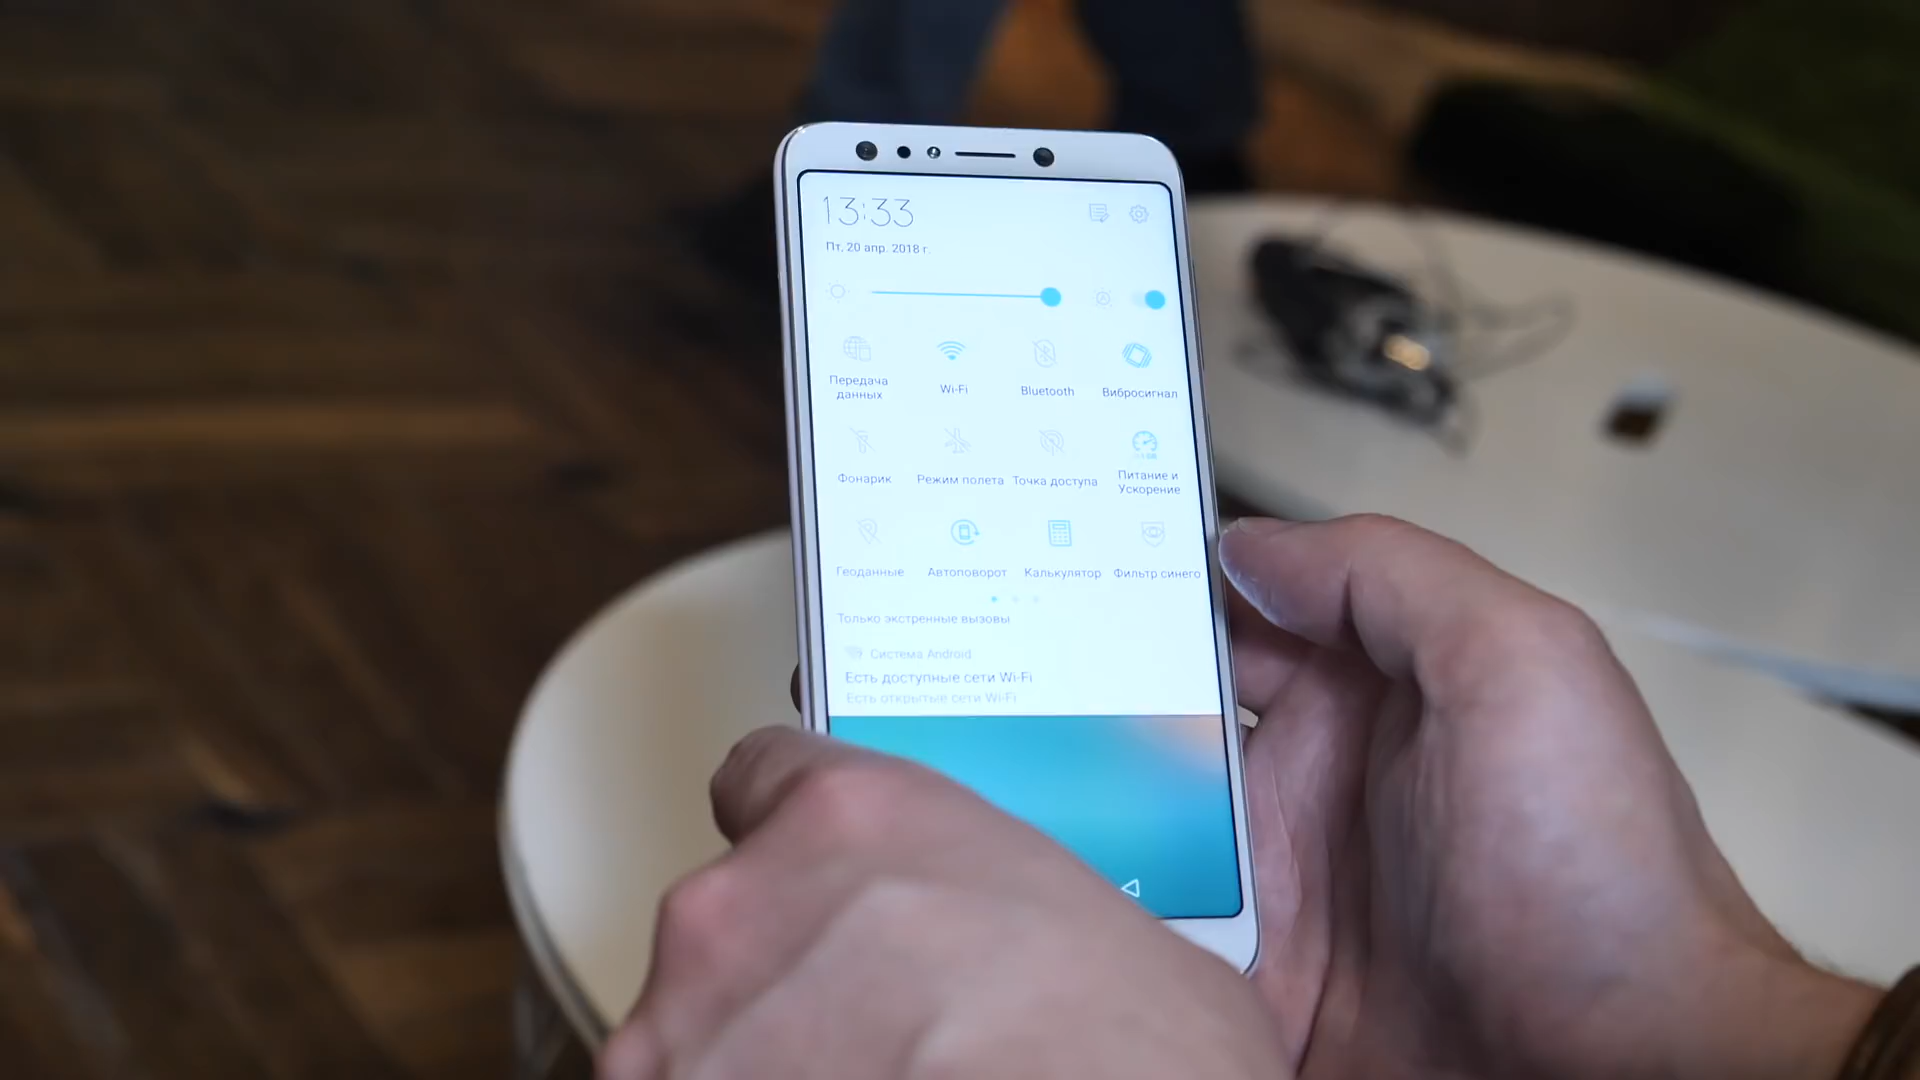 13:33
Пт, 20 апр. 2018 г.
Передача
данных
Wi-Fi
Bluetooth
Вибросигнал
Фонарик
Режим полета
Точка доступа
Питание и
Ускорение
Геоданные
Автоповорот
Калькулятор
Фильтр синего
Только экстренные вызовы
Система Android
Есть доступные сети Wi-Fi
Есть открытые сети Wi-Fi